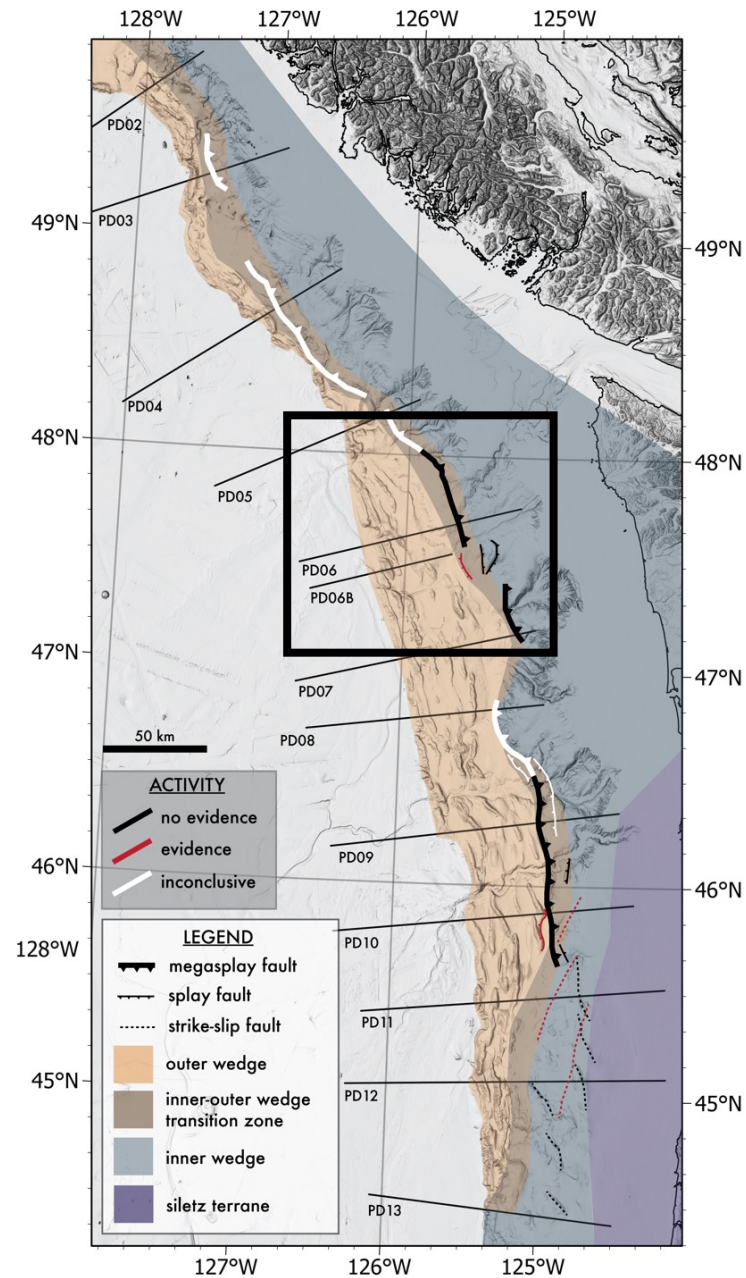 128°W 127°W 126°W 125°W
PD02
PD03
49°N 49°N
PD04
48°N 48°N
PD05
PD06
PD06B
47°N 47°N
PD07
PD08
50 km
ACTIVITY
no evidence
evidence
inconclusive
PD09
46°N 46°N
128°W
PD10
LEGEND
megasplay fault
splay fault
strike-slip fault
outer wedge
inner-outer wedge
transition zone
inner wedge
siletz terrane
PD11
45°N 45°N
PD12
PD13
127°W 126°W 125°W